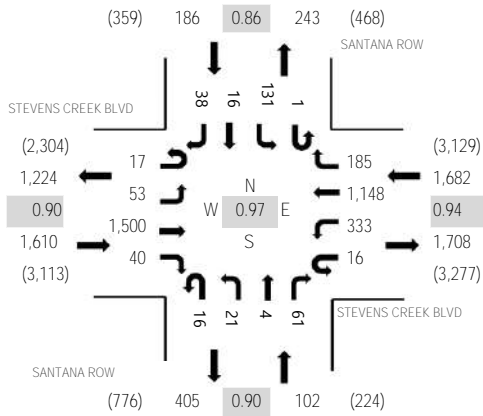 (359) 186 0.86 243 (468)
SANTANA ROW
38 16 131 1
STEVENS CREEK BLVD
(2,304) (3,129)
17 185
1,224 1,682
53 1,148
N
0.90 W 0.97 E 0.94
S
1,500 333
1,610 1,708
40 16
(3,113) (3,277)
16 21 4 61
STEVENS CREEK BLVD
SANTANA ROW
(776) 405 0.90 102 (224)